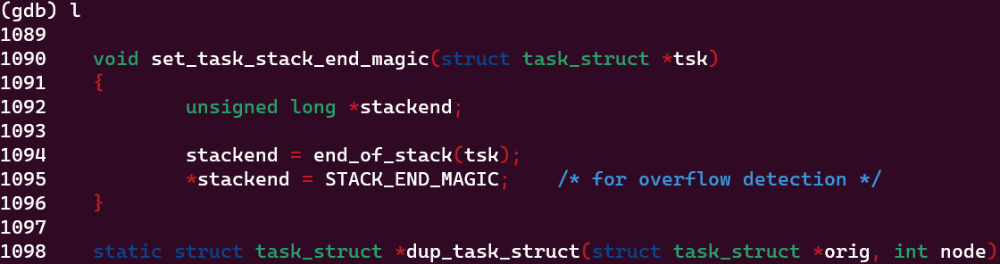 (gdb) l
1089
1090    void set_task_stack_end_magic(struct task_struct *tsk)
1091    {
1092            unsigned long *stackend;
1093
1094            stackend = end_of_stack(tsk);
1095            *stackend = STACK_END_MAGIC;    /* for overflow detection */
1096    }
1097
1098    static struct task_struct *dup_task_struct(struct task_struct *orig, int node)